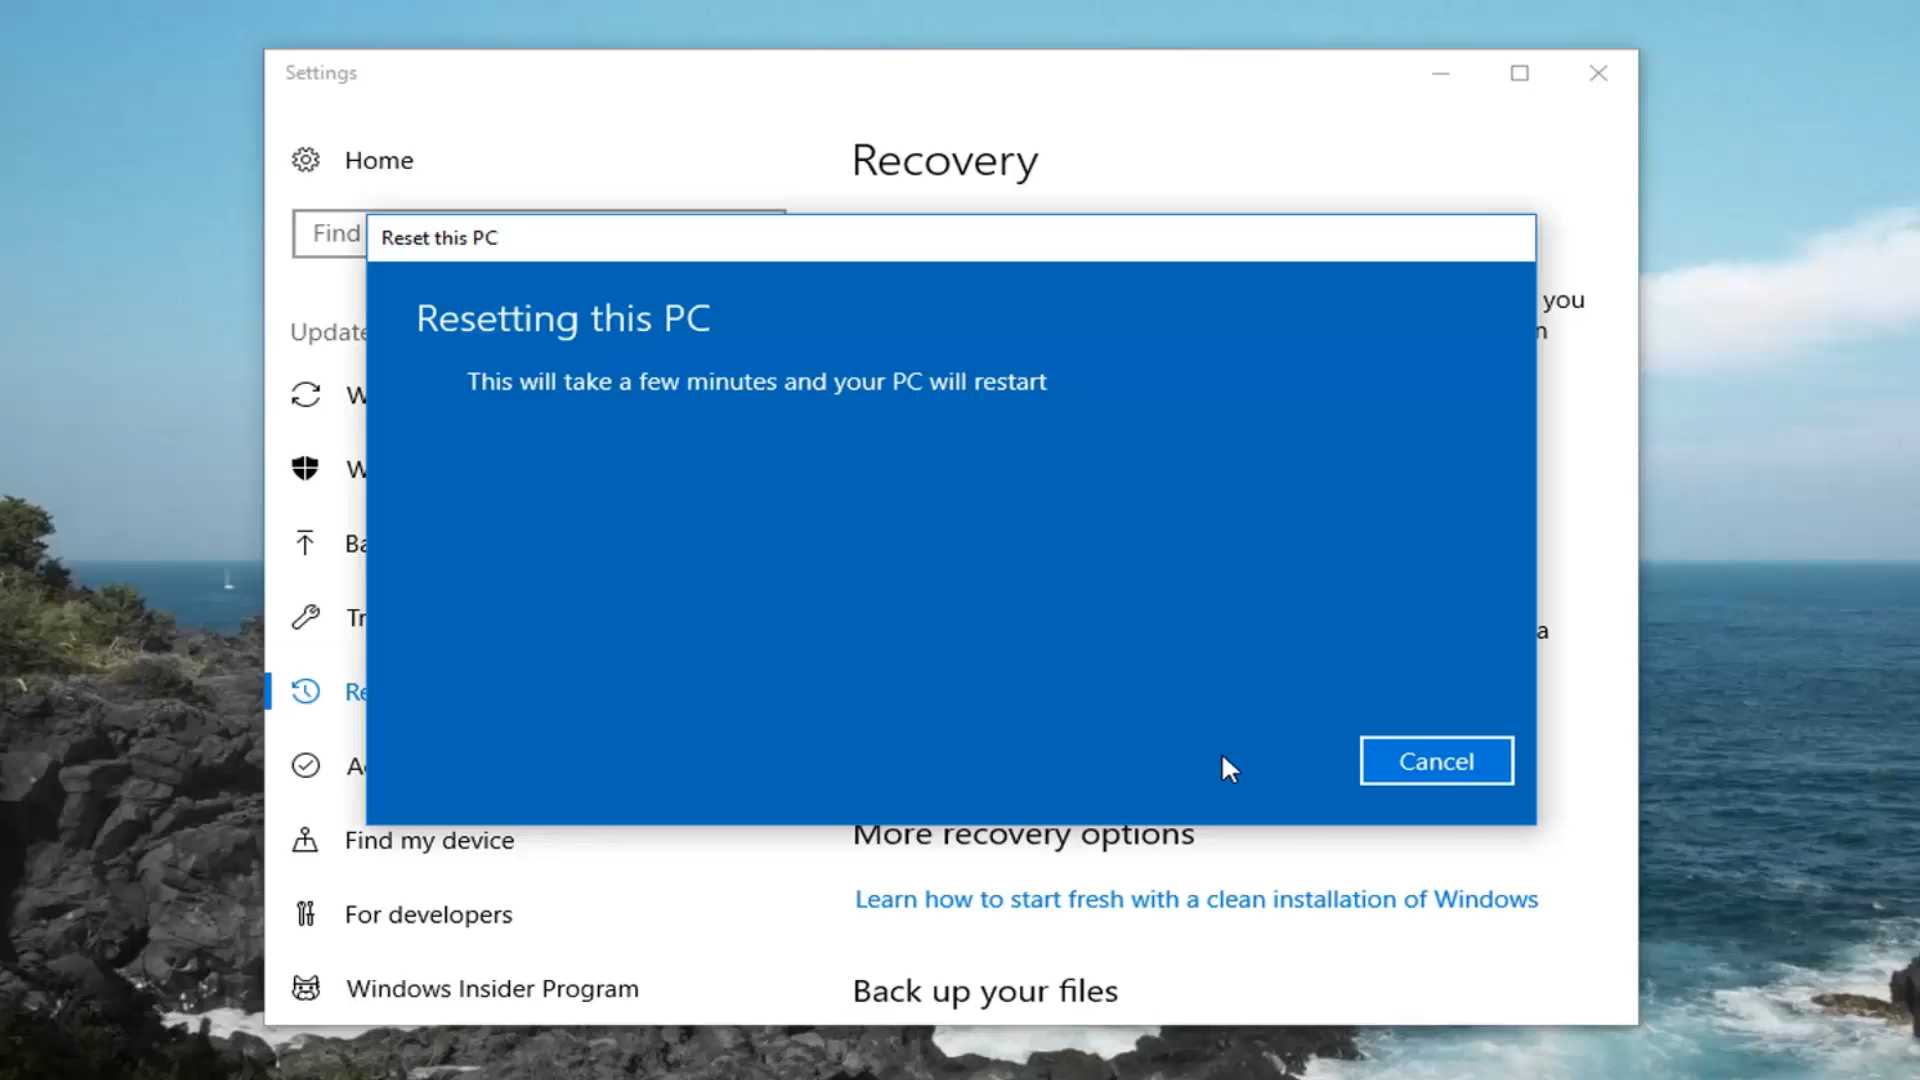 Settings
Home
Recovery
Find
Reset this PC
Resetting this PC
you
Update
This will take a few minutes and your PC will restart
Cancel
More recovery options
Find my device
Learn how to start fresh with a clean installation of Windows
For developers
Windows Insider Program
Back up your files